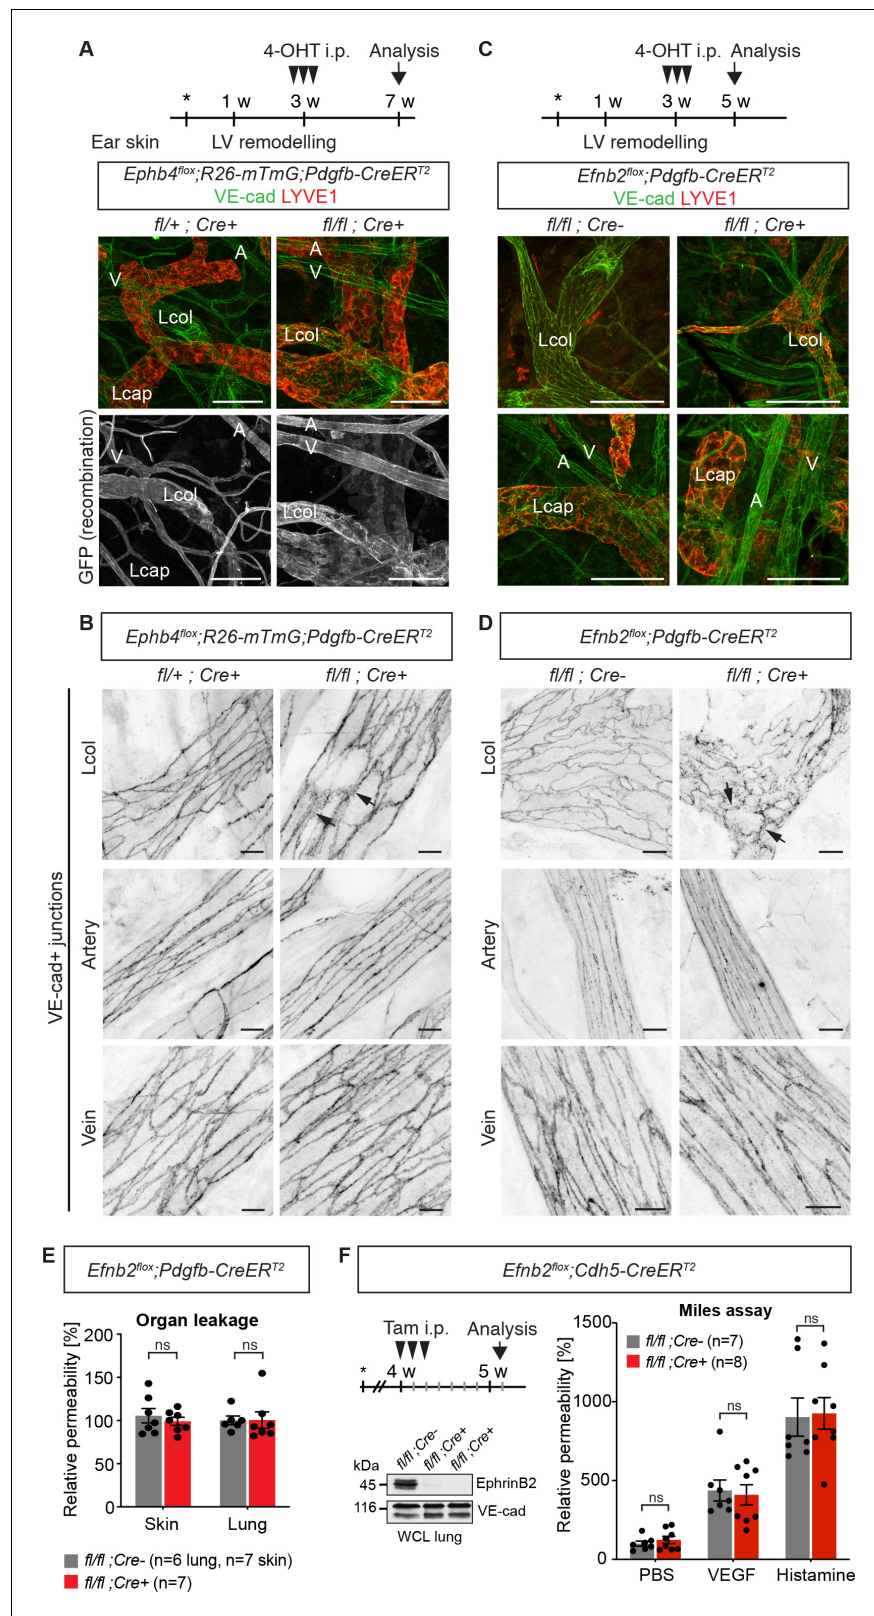 A
4-OHT i.p.
Analysis
*
1 w
3 w
7 w
Ear skin
LV remodelling
Ephb4flox;R26-mTmG;Pdgfb-CreERT2
VE-cad LYVE1
fl/+ ; Cre+
fl/fl ; Cre+
A
V
Lcol
Lcap
A
V
Lcol
GFP (recombination)
A
V
Lcol
Lcap
A
V
Lcol
C
4-OHT i.p.
Analysis
*
1 w
3 w
5 w
LV remodelling
Efnb2flox;Pdgfb-CreERT2
VE-cad LYVE1
fl/fl ; Cre-
fl/fl ; Cre+
Lcol
Lcol
A
V
Lcap
Lcap
A
V
B
Ephb4flox;R26-mTmG;Pdgfb-CreERT2
fl/+ ; Cre+
fl/fl ; Cre+
VE-cad+ junctions
Lcol
Artery
Vein
D
Efnb2flox;Pdgfb-CreERT2
fl/fl ; Cre-
fl/fl ; Cre+
Lcol
Artery
Vein
E
Efnb2flox;Pdgfb-CreERT2
Organ leakage
Relative permeability [%]
200
150
100
50
0
ns
ns
Skin
Lung
fl/fl ;Cre- (n=6 lung, n=7 skin)
fl/fl ;Cre+ (n=7)
F
Efnb2flox;Cdh5-CreERT2
Tam i.p.
Analysis
*
4 w
5 w
kDa
fl/fl ;Cre-
fl/fl ;Cre+
fl/fl ;Cre+
45
EphrinB2
116
VE-cad
WCL lung
Miles assay
Relative permeability [%]
1500
1000
500
0
fl/fl ;Cre- (n=7)
fl/fl ;Cre+ (n=8)
ns
ns
ns
PBS
VEGF
Histamine